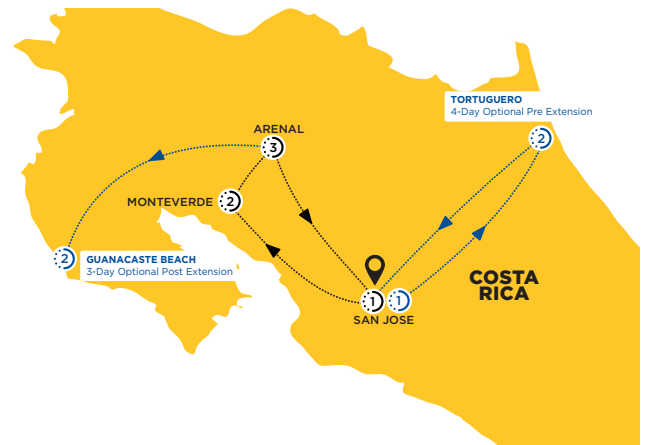 TORTUGUERO
4-Day Optional Pre Extension
2
ARENAL
3
MONTEVERDE
2
2
GUANACASTE BEACH
3-Day Optional Post Extension
COSTA
RICA
1
1
SAN JOSE